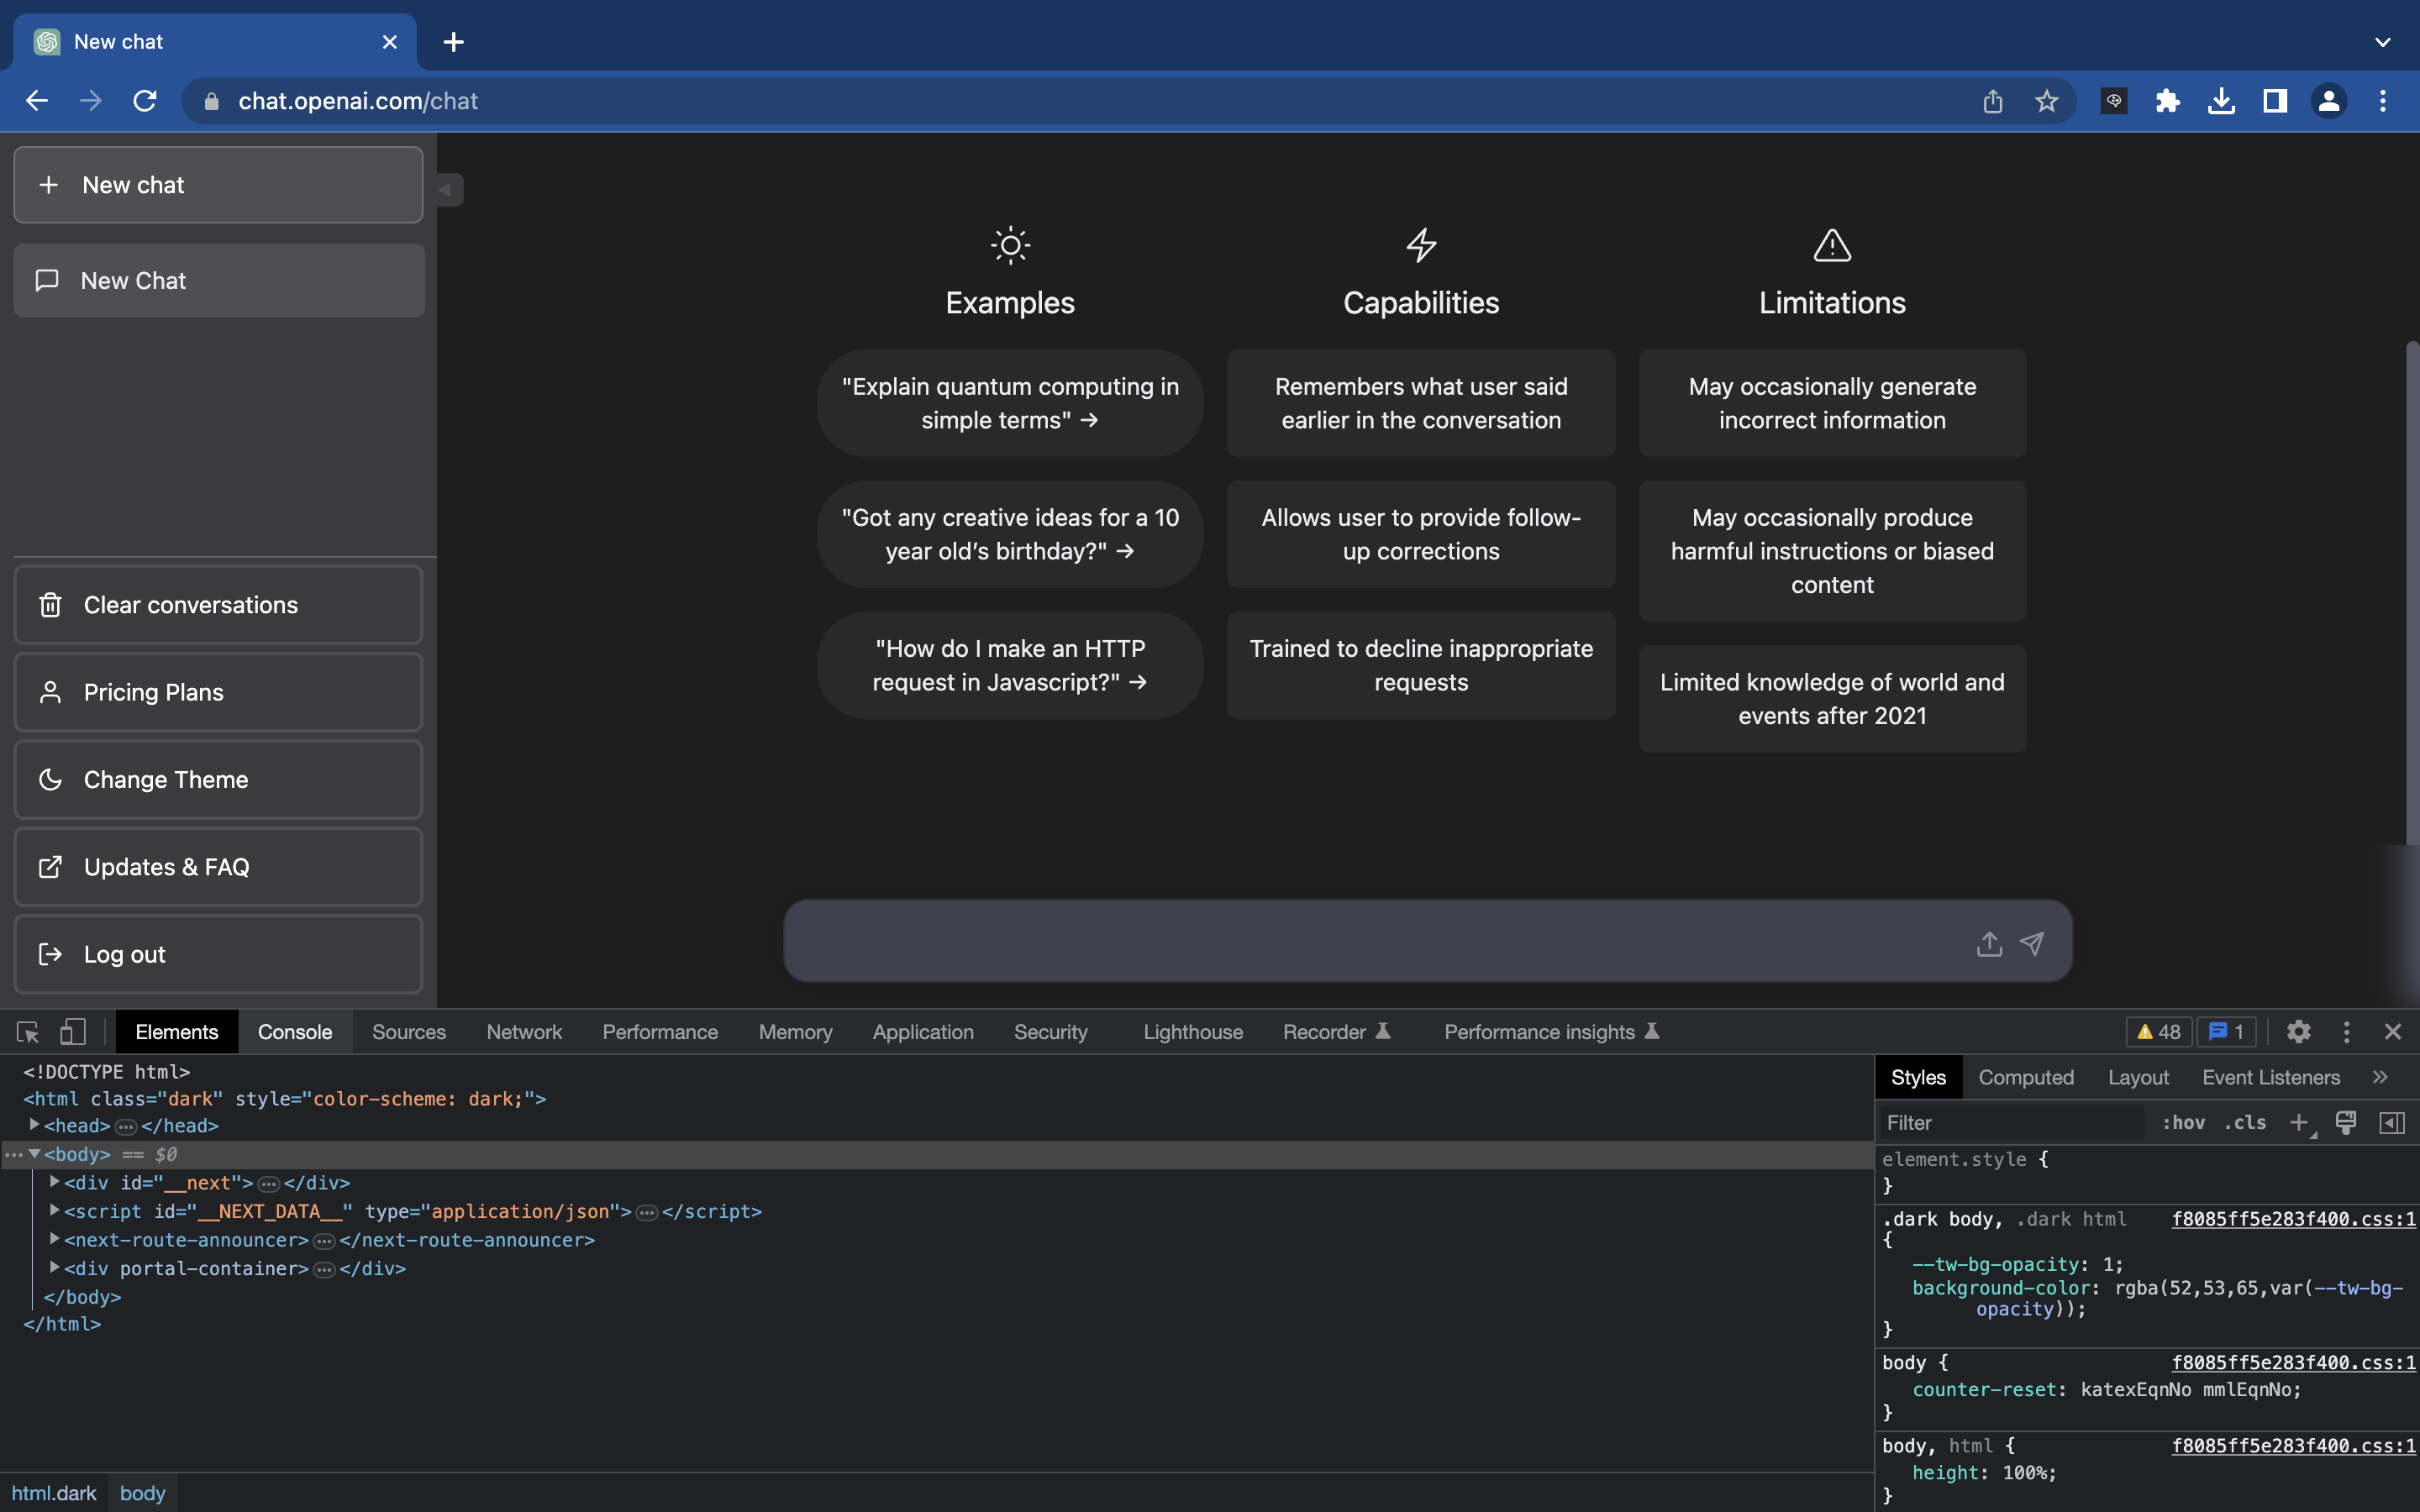 New chat
chat.openai.com/chat
New chat
New Chat
Clear conversations
Pricing Plans
Change Theme
Updates & FAQ
Log out
Examples
"Explain quantum computing in
simple terms" →
"Got any creative ideas for a 10
year old’s birthday?" →
"How do I make an HTTP
request in Javascript?" →
Capabilities
Remembers what user said
earlier in the conversation
Allows user to provide follow-
up corrections
Trained to decline inappropriate
requests
Limitations
May occasionally generate
incorrect information
May occasionally produce
harmful instructions or biased
content
Limited knowledge of world and
events after 2021
Elements Console Sources Network Performance Memory Application Security Lighthouse Recorder Performance insights 48 1
<!DOCTYPE html>
<html class="dark" style="color-scheme: dark;">
<head> … </head>
<body> == $0
<div id="__next"> … </div>
<script id="__NEXT_DATA__" type="application/json"> … </script>
<next-route-announcer> … </next-route-announcer>
<div portal-container> … </div>
</body>
</html>
html.dark body
Styles Computed Layout Event Listeners »
Filter :hov .cls +
element.style {
}
.dark body, .dark html f8085ff5e283f400.css:1
{
--tw-bg-opacity: 1;
background-color: rgba(52,53,65,var(--tw-bg-
opacity));
}
body { f8085ff5e283f400.css:1
counter-reset: katexEqnNo mmlEqnNo;
}
body, html { f8085ff5e283f400.css:1
height: 100%;
}